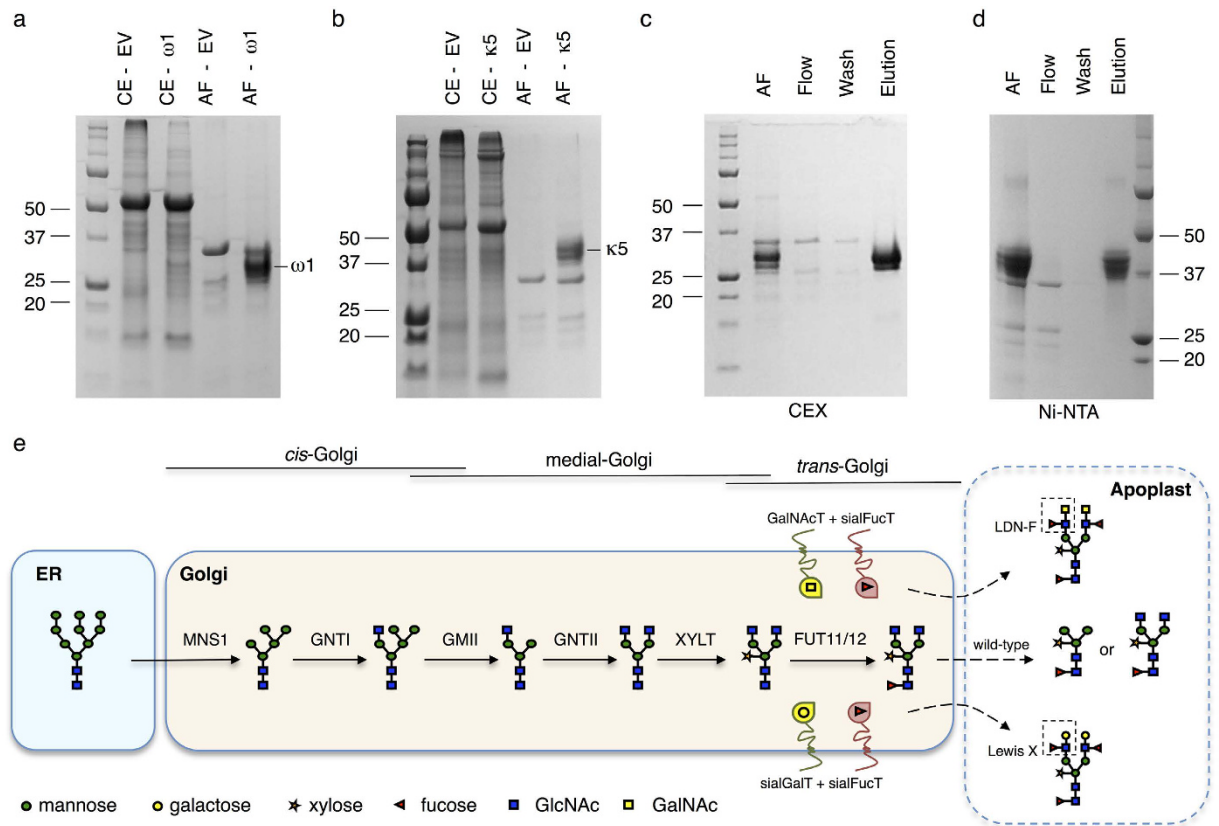 a
CE - EV
CE - ω1
AF - EV
AF - ω1
50
37
25
20
ω1
b
CE - EV
CE - κ5
AF - EV
AF - κ5
50
37
25
20
κ5
c
AF
Flow
Wash
Elution
50
37
25
20
CEX
d
AF
Flow
Wash
Elution
50
37
25
20
Ni-NTA
e
cis-Golgi
medial-Golgi
trans-Golgi
ER
Golgi
Apoplast
GalNAcT + sialFucT
LDN-F
MNS1
GNTI
GMII
GNTII
XYLT
FUT11/12
wild-type
or
Lewis X
sialGalT + sialFucT
mannose galactose xylose fucose GlcNAc GalNAc